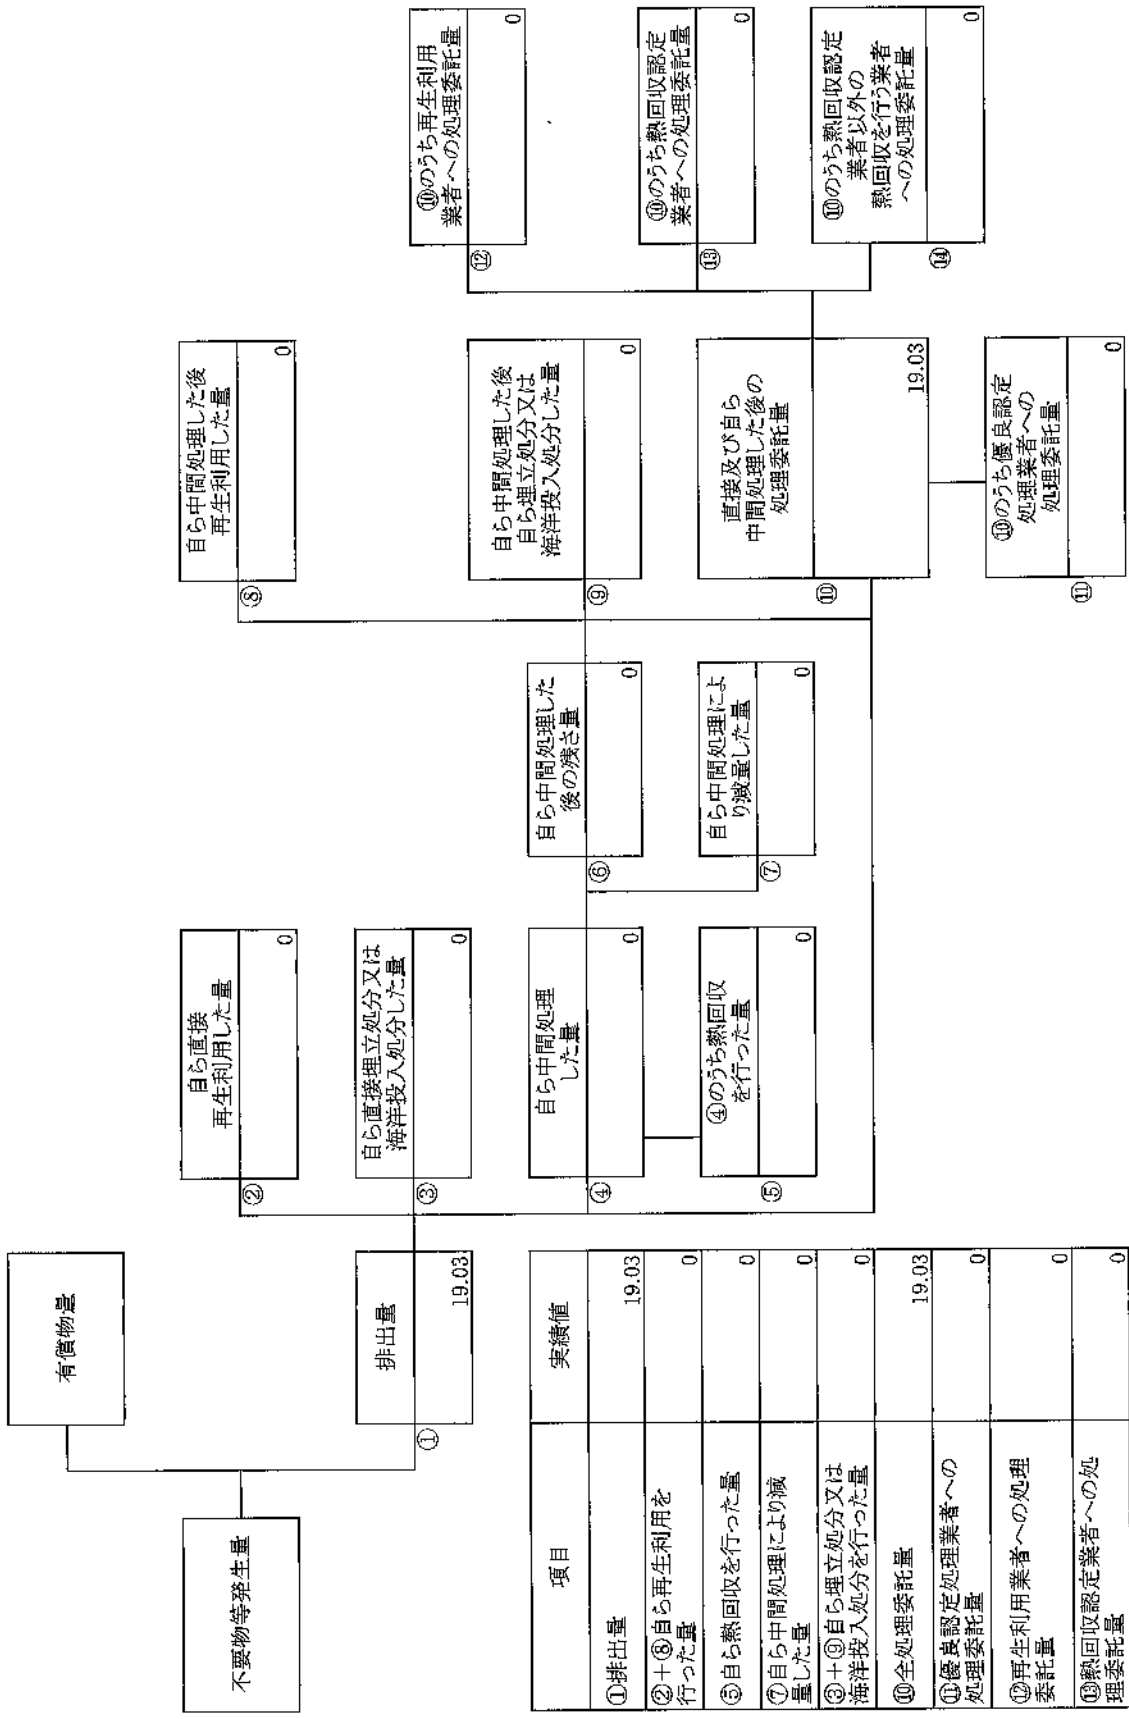 不要物等発生量
有償物量
①
排出量
19.03
②
自ら直接
再生利用した量
0
③
自ら直接埋立処分又は
海洋投入処分した量
0
④
自ら中間処理
した量
0
⑤
④のうち熱回収
を行った量
0
⑥
自ら中間処理した
後の残さ量
0
⑦
自ら中間処理によ
り減量した量
0
⑧
自ら中間処理した後
再生利用した量
0
⑨
自ら中間処理した後
自ら埋立処分又は
海洋投入処分した量
0
⑩
直接及び自ら
中間処理した後の
処理委託量
19.03
⑪
⑩のうち優良認定
処理業者への
処理委託量
0
⑫
⑩のうち再生利用
業者への処理委託量
0
⑬
⑩のうち熱回収認定
業者への処理委託量
0
⑭
⑩のうち熱回収認定
業者以外の
熱回収を行う業者
への処理委託量
0
項目
実績値
①排出量
19.03
②+⑧自ら再生利用を
行った量
0
⑤自ら熱回収を行った量
0
⑦自ら中間処理により減
量した量
0
③+⑨自ら埋立処分又は
海洋投入処分を行った量
0
⑩全処理委託量
19.03
⑪優良認定処理業者への
処理委託量
0
⑫再生利用業者への処理
委託量
0
⑬熱回収認定業者への処
理委託量
0